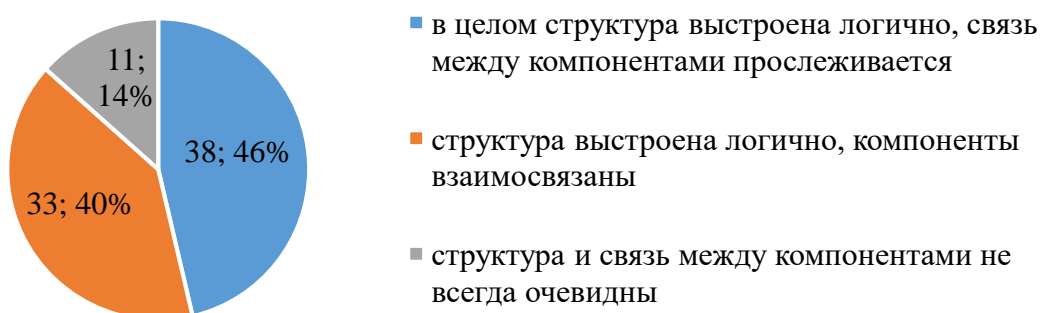 11;
14%
38; 46%
33; 40%
в целом структура выстроена логично, связь
между компонентами прослеживается
структура выстроена логично, компоненты
взаимосвязаны
структура и связь между компонентами не
всегда очевидны